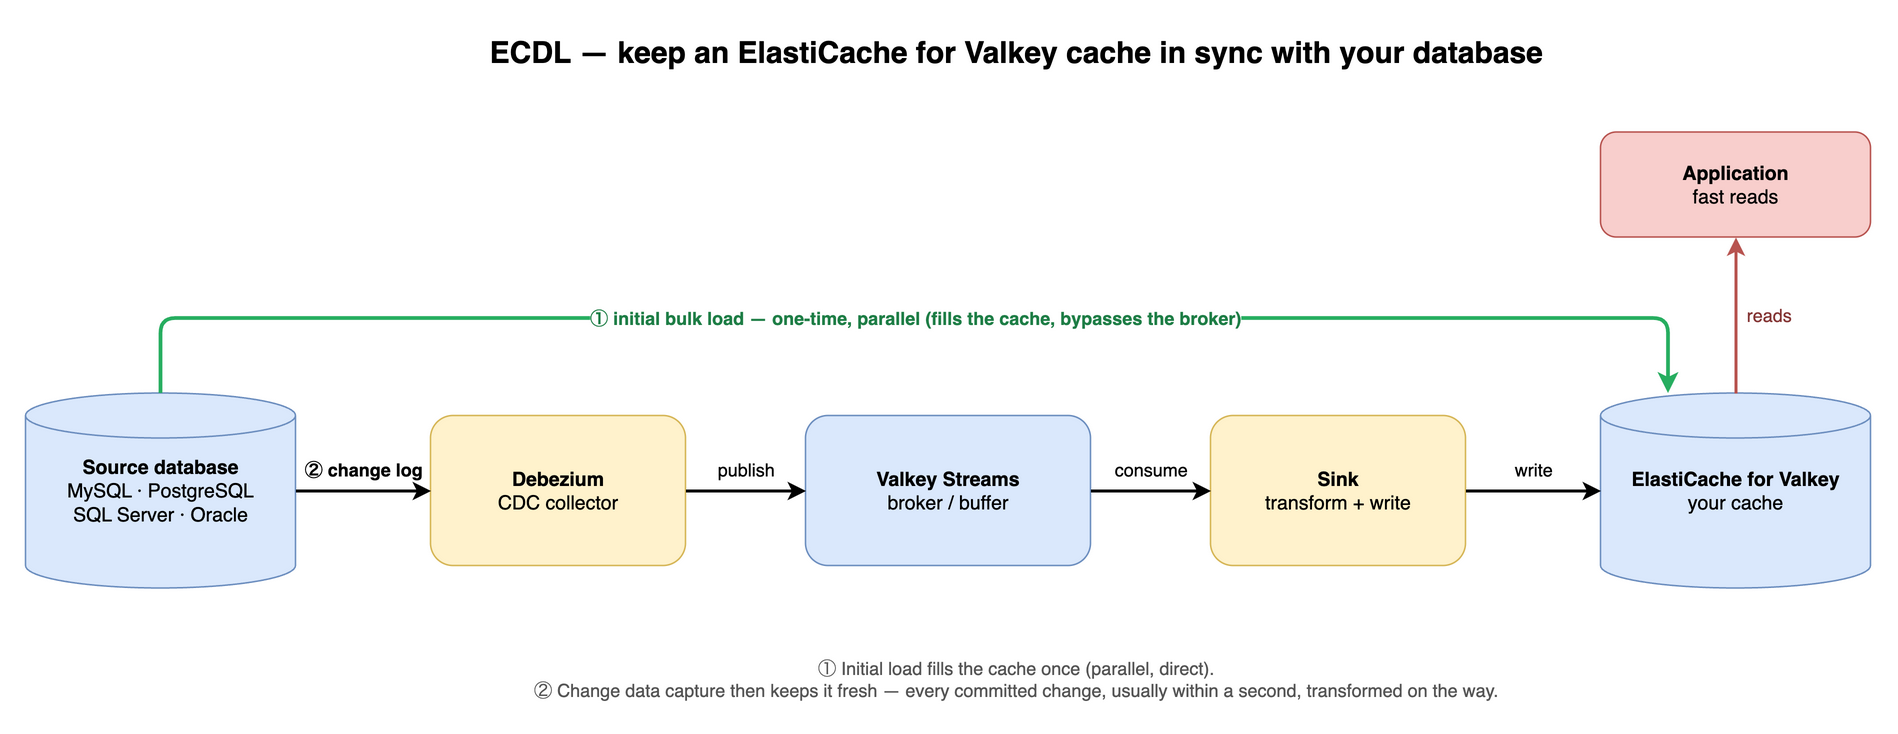 ECDL — keep an ElastiCache for Valkey cache in sync with your database
Application
fast reads
① initial bulk load — one-time, parallel (fills the cache, bypasses the broker)
reads
Source database
MySQL · PostgreSQL
SQL Server · Oracle
② change log
Debezium
CDC collector
publish
Valkey Streams
broker / buffer
consume
Sink
transform + write
write
ElastiCache for Valkey
your cache
① Initial load fills the cache once (parallel, direct).
② Change data capture then keeps it fresh — every committed change, usually within a second, transformed on the way.